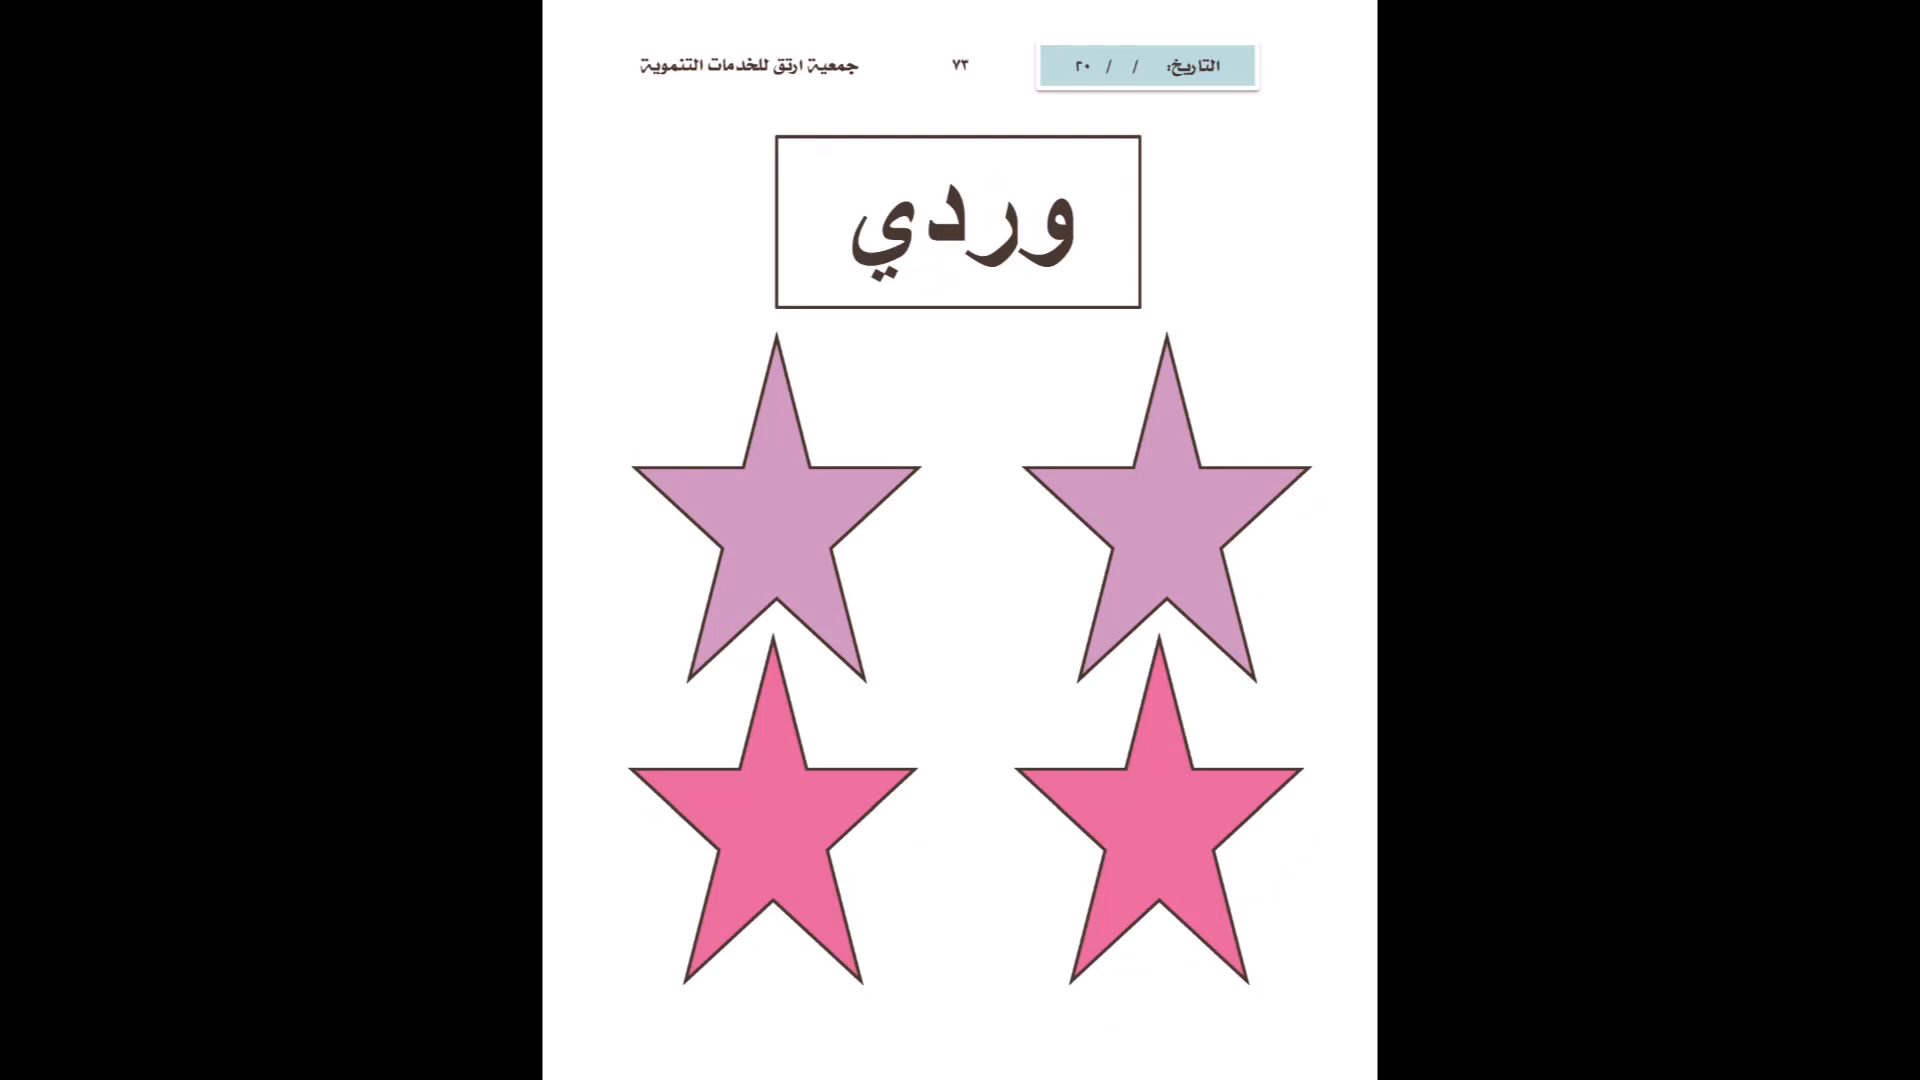 التاريخ: / / ٢٠ ٧٣ جمعية ارتق للخدمات التنموية
وردي